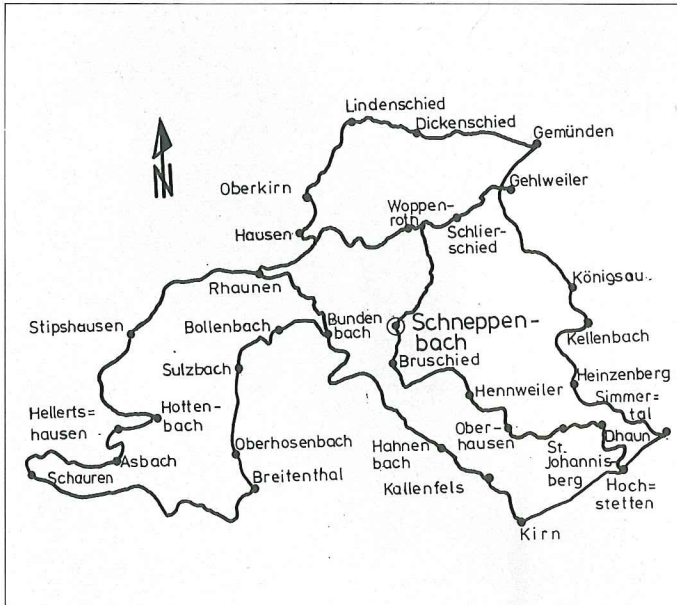 Lindenschied
Dickenschied
Gemünden
N
Gehlweiler
Oberkirn
Woppen-
roth
Schlier-
schied
Hausen
Rhaunen
Königsau
Stipshausen
Bollenbach
Bunden
bach
Schneppen-
bach
Kellenbach
Bruschied
Sulzbach
Heinzenberg
Hennweiler
Simmer-
tal
Hellerts=
hausen
Hotten-
bach
Ober-
hausen
St.
Johannis-
berg
Dhaun
Oberhosenbach
Hahnen
bach
Asbach
Schauren
Breitenthal
Kallenfels
Hoch=
stetten
Kirn